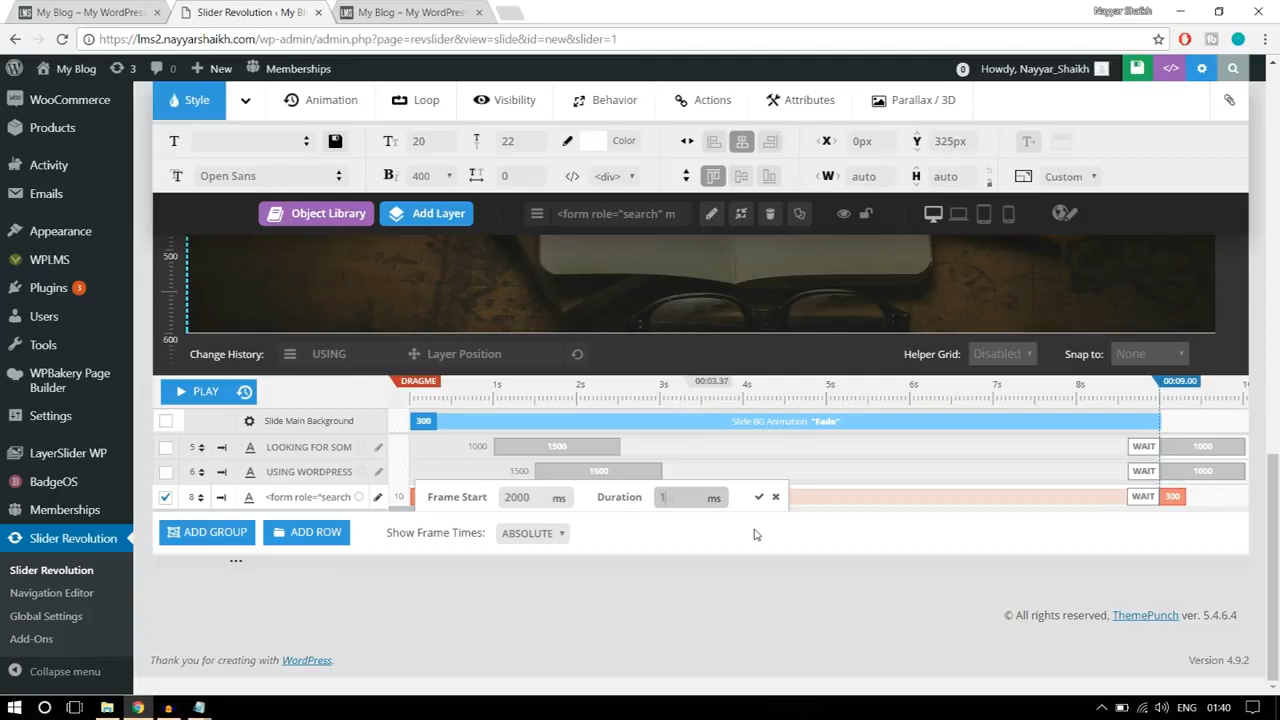 My Blog – My WordPress
Slider Revolution ‹ My B
My Blog – My WordPress
Nayyar Shaikh
https://lms2.nayyarshaikh.com/wp-admin/admin.php?page=revslider&view=slide&id=new&slider=1
My Blog
3
0
New
Memberships
0
Howdy, Nayyar_Shaikh
WooCommerce
Products
Activity
Emails
Appearance
WPLMS
Plugins 3
Users
Tools
WPBakery Page
Builder
Settings
LayerSlider WP
BadgeOS
Memberships
Slider Revolution
Slider Revolution
Navigation Editor
Global Settings
Add-Ons
Collapse menu
Style
Animation
Loop
Visibility
Behavior
Actions
Attributes
Parallax / 3D
20
22
Color
0px
325px
Open Sans
400
0
<div>
auto
auto
Custom
Object Library
Add Layer
<form role="search" m
500
600
Change History:
USING
Layer Position
Helper Grid:
Disabled
Snap to:
None
PLAY
DRAGME
1s
2s
3s
00:03.37
4s
5s
6s
7s
8s
00:09.00
Slide Main Background
300
Slide BG Animation "Fade"
5
LOOKING FOR SOM
1000
1500
WAIT
1000
6
USING WORDPRESS
1500
1500
WAIT
1000
8
<form role="search
10
Frame Start
2000
ms
Duration
1
ms
WAIT
300
ADD GROUP
ADD ROW
Show Frame Times:
ABSOLUTE
© All rights reserved, ThemePunch ver. 5.4.6.4
Thank you for creating with WordPress.
Version 4.9.2
ENG
01:40